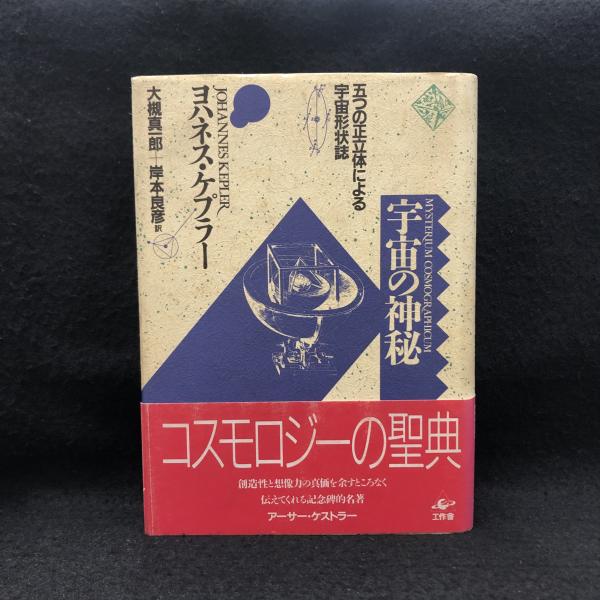 宇宙の神秘
MYSTERIUM COSMOGRAPHICUM
五つの正立体による
宇宙形状誌
JOHANNES KEPLER
ヨハネス・ケプラー
大槻真一郎+岸本良彦 訳
コスモロジーの聖典
創造性と想像力の真価を余すところなく
伝えてくれる記念碑的名著
アーサー・ケストラー
工作舎